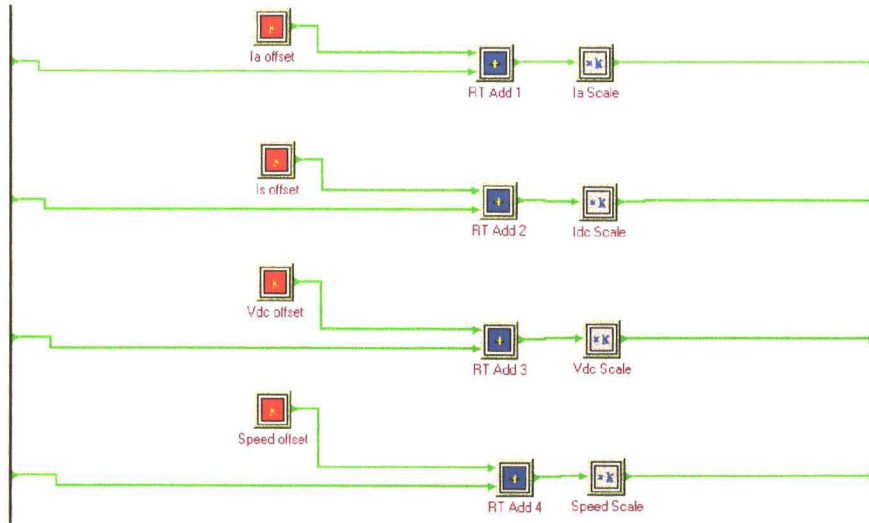 Ia offset
+
×k
RT Add 1
Ia Scale
Is offset
+
×k
RT Add 2
Idc Scale
Vdc offset
+
×k
RT Add 3
Vdc Scale
Speed offset
+
×k
RT Add 4
Speed Scale